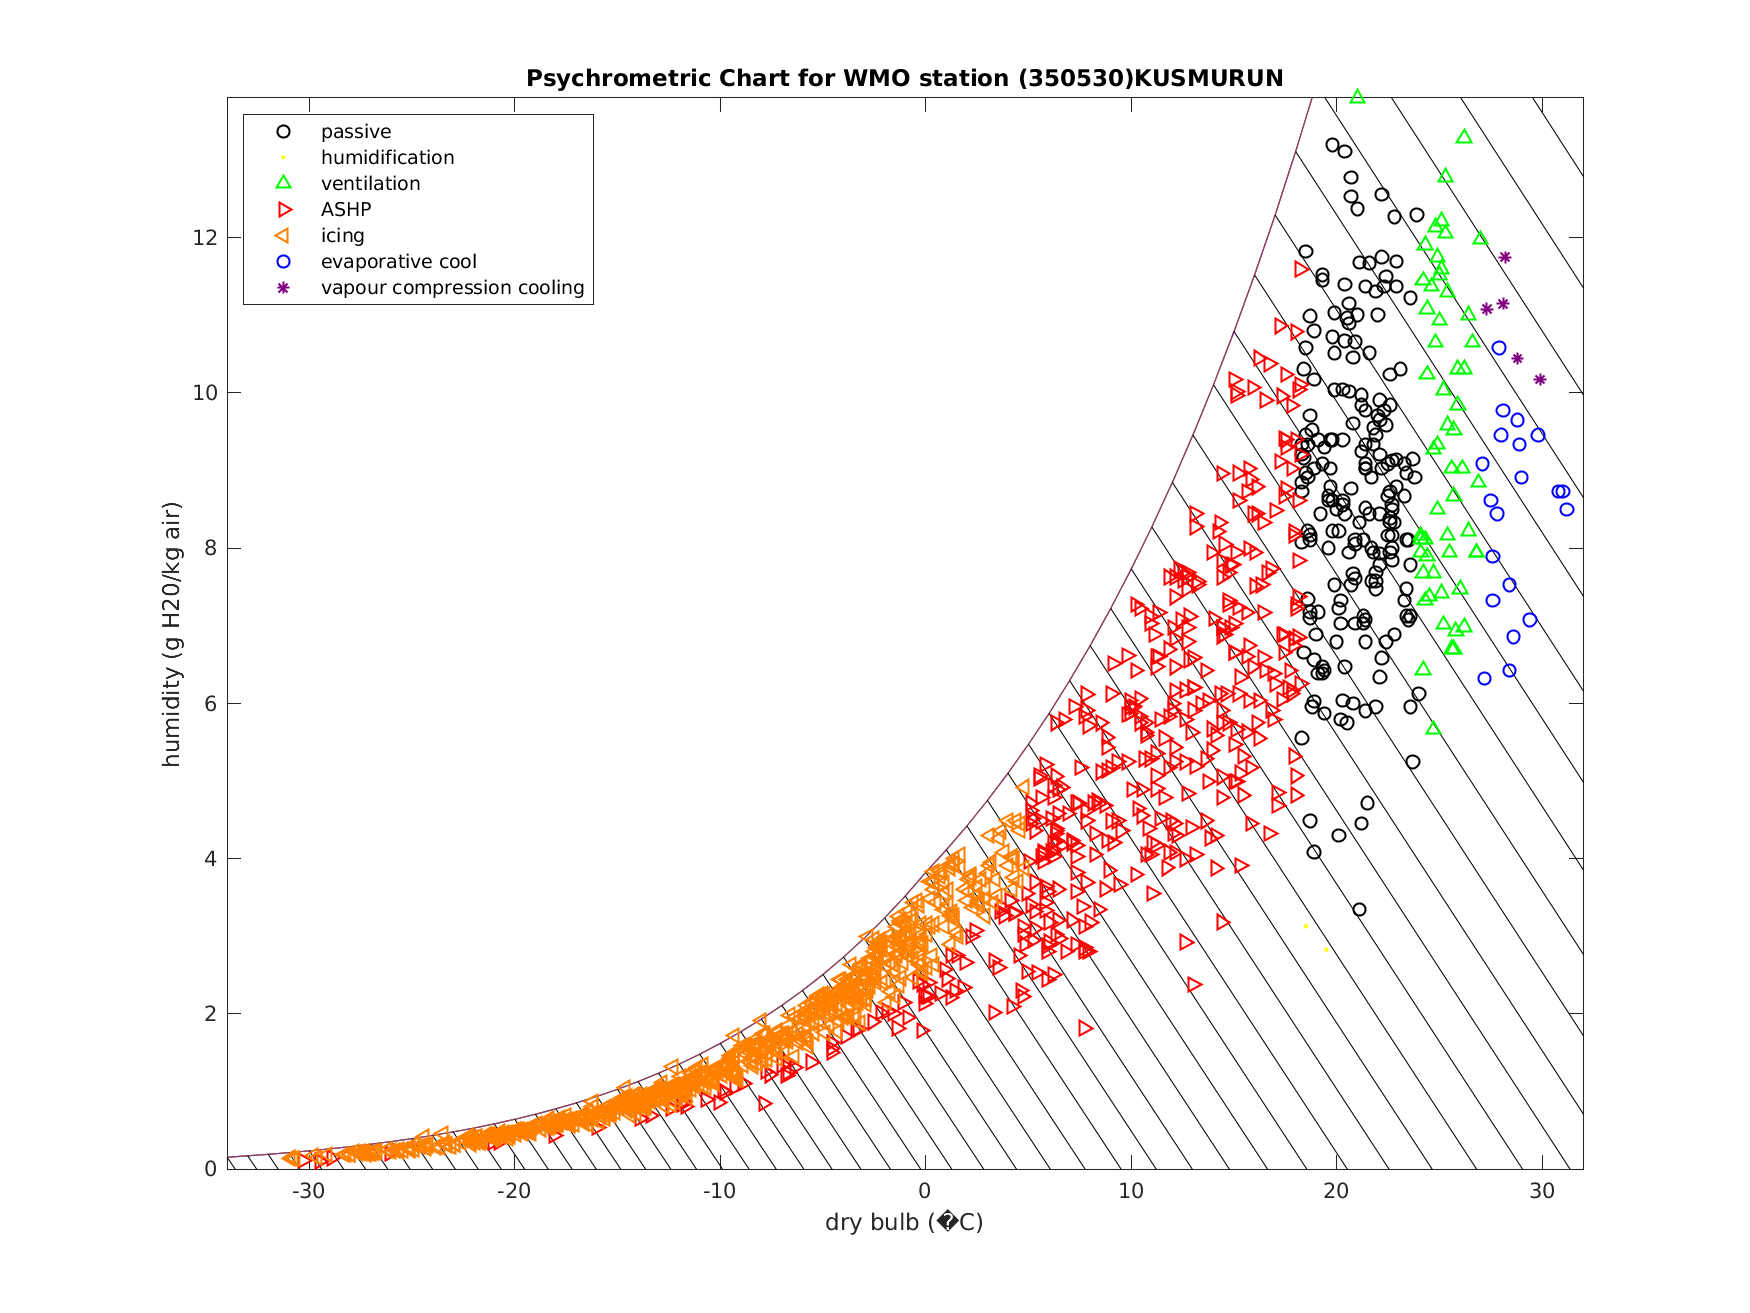 Psychrometric Chart for WMO station (350530)KUSMURUN
passive
humidification
ventilation
ASHP
icing
evaporative cool
vapour compression cooling
humidity (g H20/kg air)
12
10
8
6
4
2
0
-30
-20
-10
0
10
20
30
dry bulb (�C)